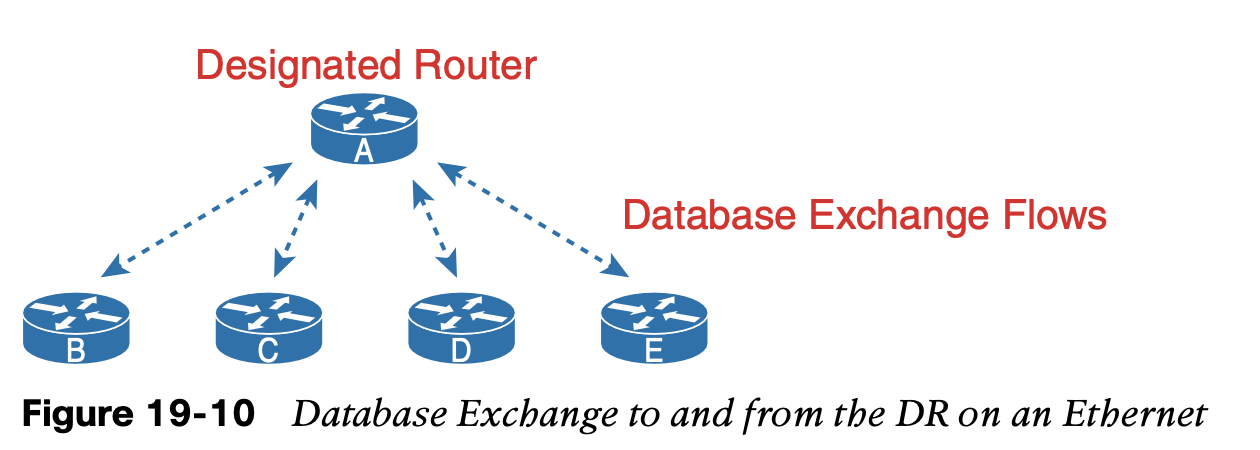 Designated Router
A
Database Exchange Flows
B C D E
Figure 19-10 Database Exchange to and from the DR on an Ethernet